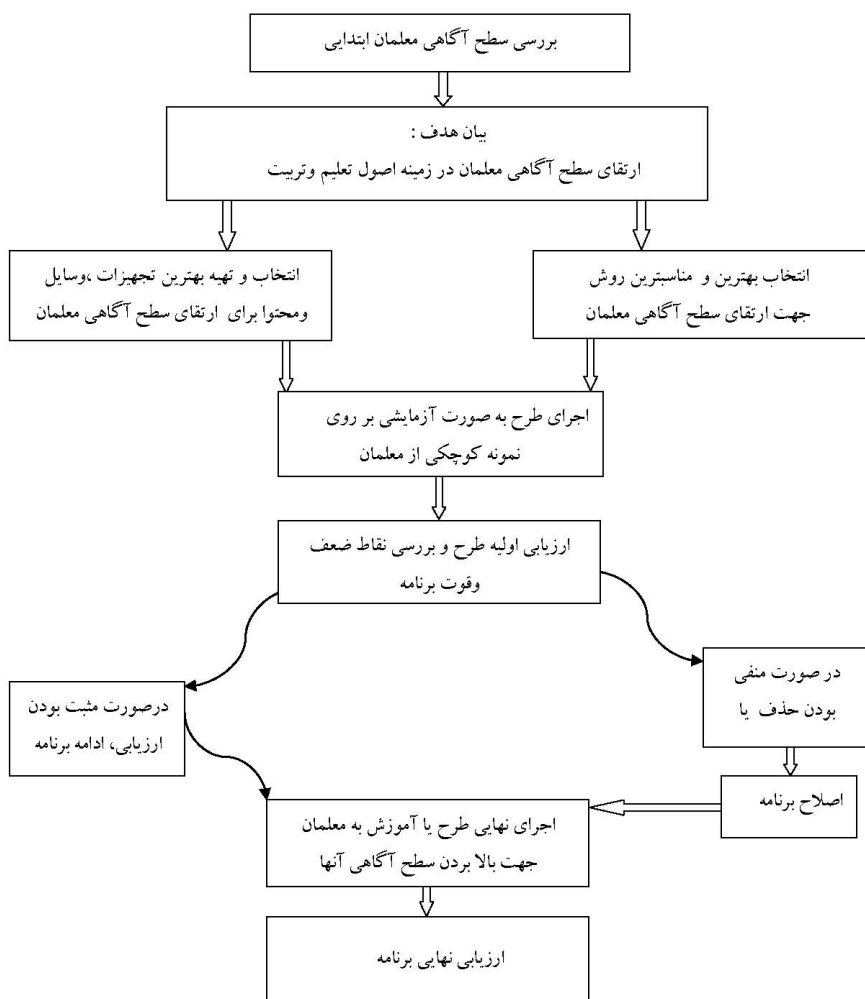 بررسی سطح آگاهی معلمان ابتدایی
بیان هدف :
ارتقای سطح آگاهی معلمان در زمینه اصول تعلیم وتربیت
انتخاب بهترین و مناسبترین روش
جهت ارتقای سطح آگاهی معلمان
انتخاب و تهیه بهترین تجهیزات ،وسایل
ومحتوا برای ارتقای سطح آگاهی معلمان
اجرای طرح به صورت آزمایشی بر روی
نمونه کوچکی از معلمان
ارزیابی اولیه طرح و بررسی نقاط ضعف
وقوت برنامه
در صورت منفی
بودن حذف یا
درصورت مثبت بودن
ارزیابی، ادامه برنامه
اصلاح برنامه
اجرای نهایی طرح یا آموزش به معلمان
جهت بالا بردن سطح آگاهی آنها
ارزیابی نهایی برنامه